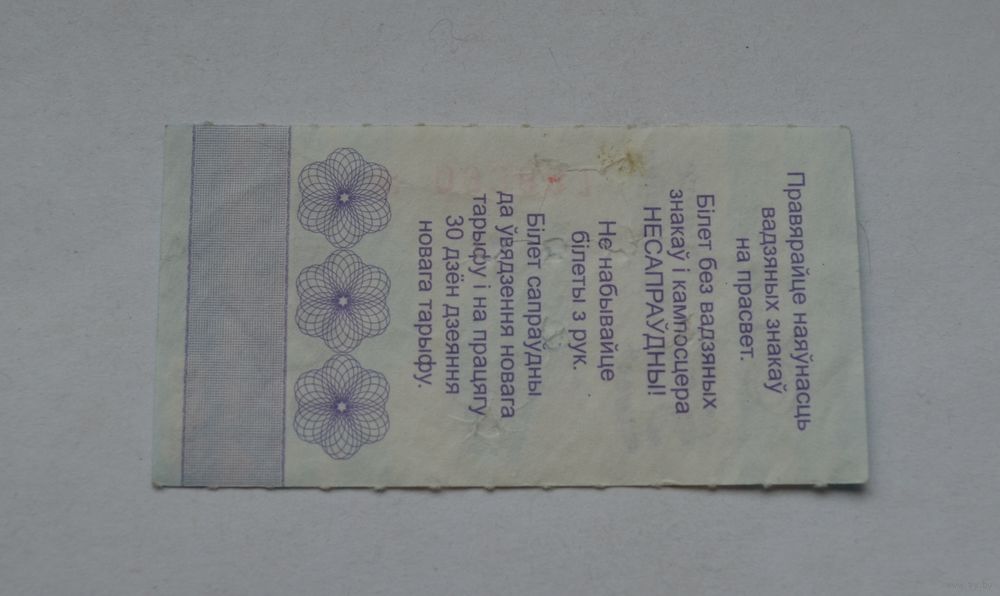 Правярайце наяўнасць
вадзяных знакаў
на прасвет.
Білет без вадзяных
знакаў і кампосцера
НЕСАПРАЎДНЫ!
Не набывайце
білеты з рук.
Білет сапраўдны
да ўвядзення новага
тарыфу і на працягу
30 дзён дзеяння
новага тарыфу.